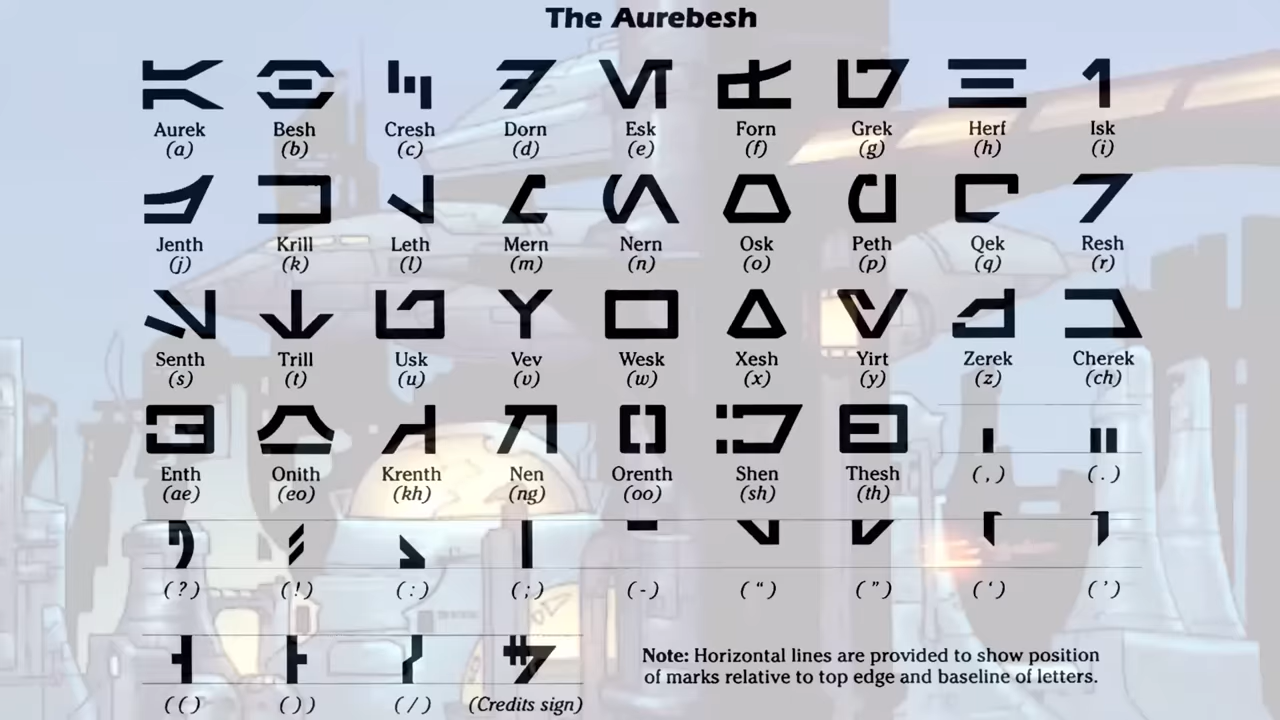 The Aurebesh
Aurek Besh Cresh Dorn Esk Forn Grek Herf Isk
(a) (b) (c) (d) (e) (f) (g) (h) (i)
Jenth Krill Leth Mern Nern Osk Peth Qek Resh
(j) (k) (l) (m) (n) (o) (p) (q) (r)
Senth Trill Usk Vev Wesk Xesh Yirt Zerek Cherek
(s) (t) (u) (v) (w) (x) (y) (z) (ch)
Enth Onith Krenth Nen Orenth Shen Thesh (,) (.)
(ae) (eo) (kh) (ng) (oo) (sh) (th)
(?) (!) (:) (;) (-) (“) (”) (‘) (’)
(() ()) (/) (Credits sign)
Note: Horizontal lines are provided to show position
of marks relative to top edge and baseline of letters.